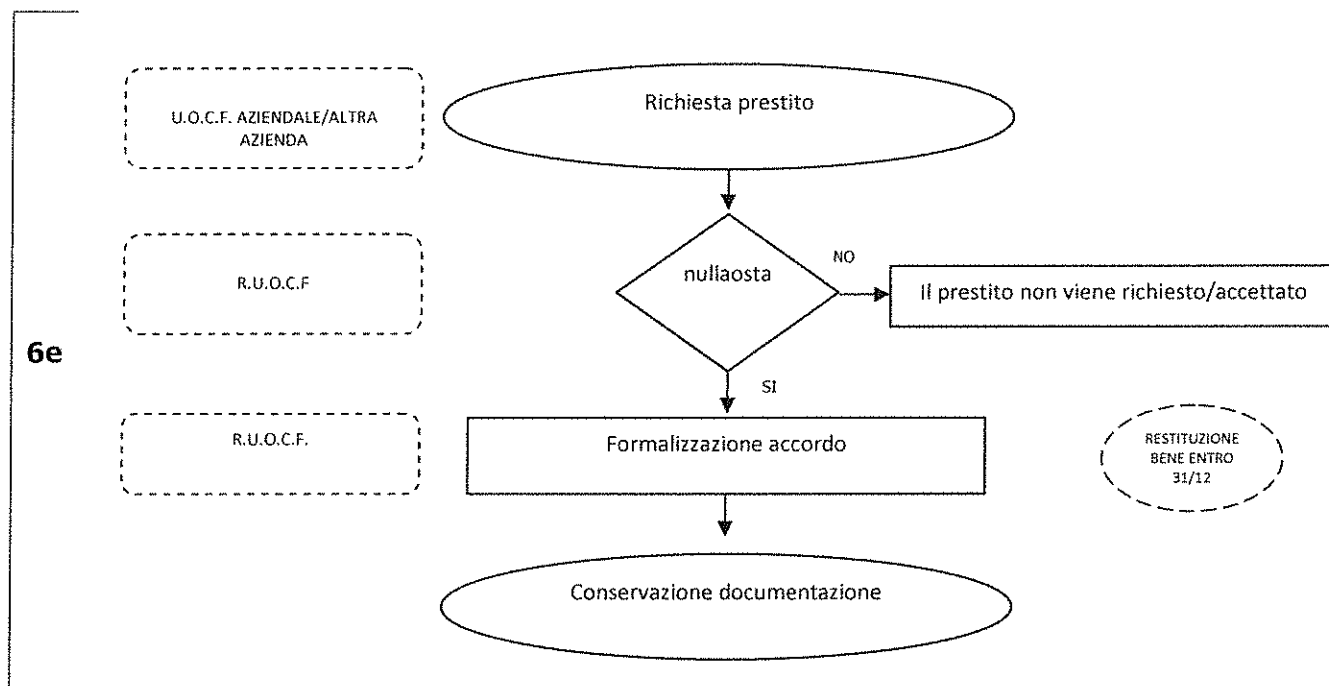 U.O.C.F. AZIENDALE/ALTRA
AZIENDA
Richiesta prestito
R.U.O.C.F
nullaosta
NO
Il prestito non viene richiesto/accettato
6e
SI
R.U.O.C.F.
Formalizzazione accordo
RESTITUZIONE
BENE ENTRO
31/12
Conservazione documentazione